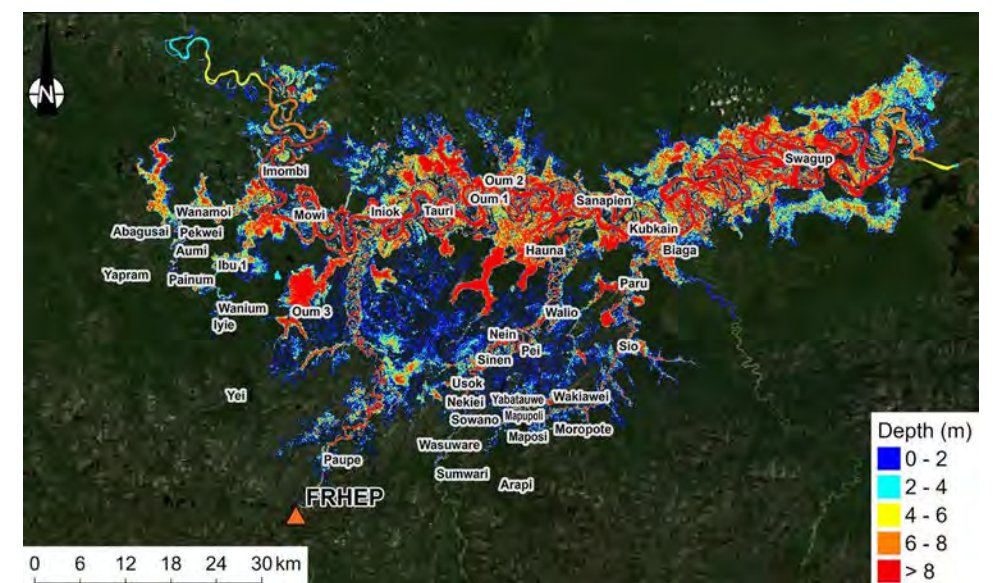 N
Imombi
Swagup
Oum 2
Oum 1
Sanapien
Wanamoi
Mowi
Iniok
Tauri
Abagusai
Pekwei
Kubkain
Aumi
Hauna
Biaga
Ibu 1
Yapram
Painum
Paru
Wanium
Oum 3
Walio
Iyie
Nein
Pei
Sio
Sinen
Usok
Yei
Nekiei
Yabatauwe
Wakiawei
Sowano
Mapupoli
Moropote
Maposi
Wasuware
Paupe
Sumwari
Arapi
FRHEP
0 6 12 18 24 30 km
Depth (m)
0 - 2
2 - 4
4 - 6
6 - 8
> 8